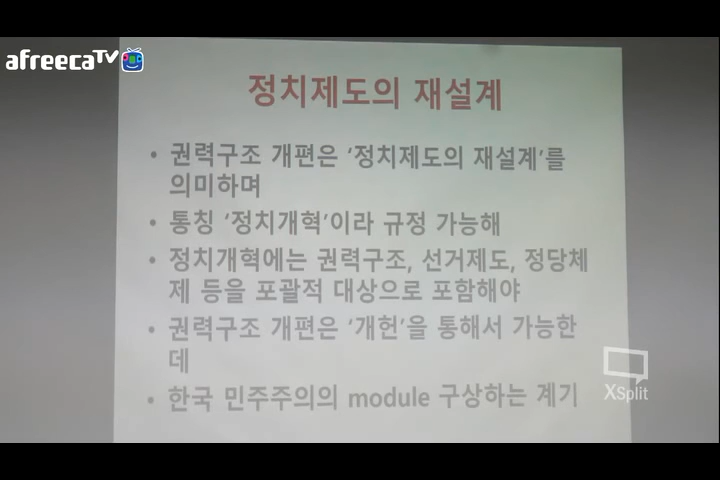 afreecaTV
정치제도의 재설계
• 권력구조 개편은 ‘정치제도의 재설계’를
의미하며
• 통칭 ‘정치개혁’이라 규정 가능해
• 정치개혁에는 권력구조, 선거제도, 정당체
제 등을 포괄적 대상으로 포함해야
• 권력구조 개편은 ‘개헌’을 통해서 가능한
데
• 한국 민주주의의 module 구상하는 계기
XSplit